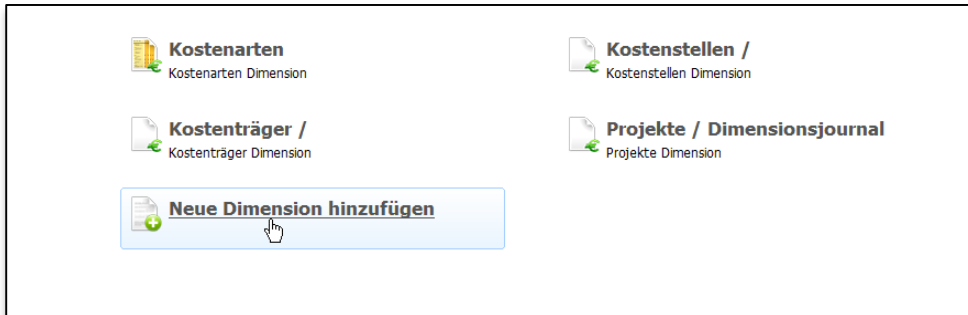 Kostenarten
Kostenarten Dimension
Kostenstellen /
Kostenstellen Dimension
Kostenträger /
Kostenträger Dimension
Projekte / Dimensionsjournal
Projekte Dimension
Neue Dimension hinzufügen